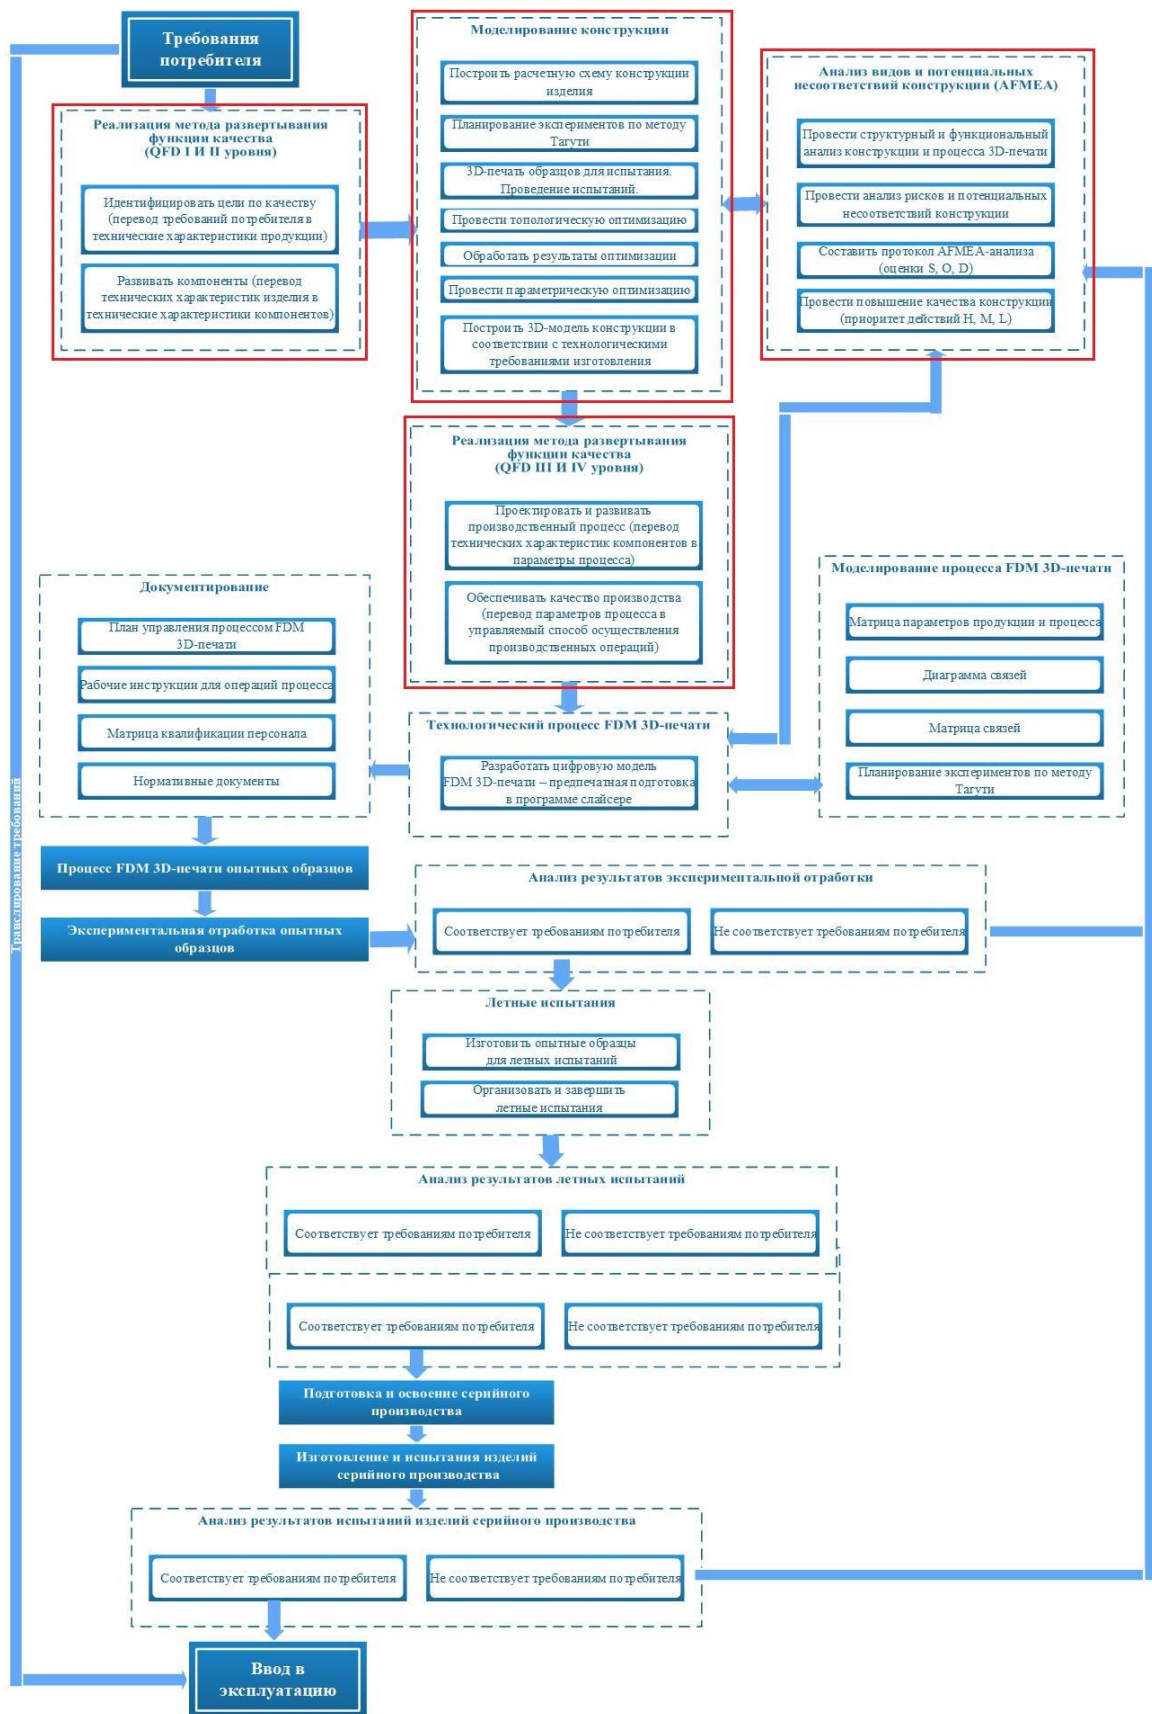 Требования
потребителя
Реализация метода развертывания
функции качества
(QFD I И II уровня)
Идентифицировать цели по качеству
(перевод требований потребителя в
технические характеристики продукции)
Развивать компоненты (перевод
технических характеристик изделия в
технические характеристики компонентов)
Моделирование конструкции
Построить расчетную схему конструкции
изделия
Планирование экспериментов по методу
Тагути
3D-печать образцов для испытания.
Проведение испытаний.
Провести топологическую оптимизацию
Обработать результаты оптимизации
Провести параметрическую оптимизацию
Построить 3D-модель конструкции в
соответствии с технологическими
требованиями изготовления
Анализ видов и потенциальных
несоответствий конструкции (AFMEA)
Провести структурный и функциональный
анализ конструкции и процесса 3D-печати
Провести анализ рисков и потенциальных
несоответствий конструкции
Составить протокол AFMEA-анализа
(оценки S, O, D)
Провести повышение качества конструкции
(приоритет действий H, M, L)
Реализация метода развертывания
функции качества
(QFD III И IV уровня)
Проектировать и развивать
производственный процесс (перевод
технических характеристик компонентов в
параметры процесса)
Обеспечивать качество производства
(перевод параметров процесса в
управляемый способ осуществления
производственных операций)
Моделирование процесса FDM 3D-печати
Матрица параметров продукции и процесса
Диаграмма связей
Матрица связей
Планирование экспериментов по методу
Тагути
Документирование
План управления процессом FDM
3D-печати
Рабочие инструкции для операций процесса
Матрица квалификации персонала
Нормативные документы
Технологический процесс FDM 3D-печати
Разработать цифровую модель
FDM 3D-печати – предпечатная подготовка
в программе слайсере
Транслирование требований
Процесс FDM 3D-печати опытных образцов
Экспериментальная отработка опытных
образцов
Анализ результатов экспериментальной отработки
Соответствует требованиям потребителя
Не соответствует требованиям потребителя
Летные испытания
Изготовить опытные образцы
для летных испытаний
Организовать и завершить
летные испытания
Анализ результатов летных испытаний
Соответствует требованиям потребителя
Не соответствует требованиям потребителя
Соответствует требованиям потребителя
Не соответствует требованиям потребителя
Подготовка и освоение серийного
производства
Изготовление и испытания изделий
серийного производства
Анализ результатов испытаний изделий серийного производства
Соответствует требованиям потребителя
Не соответствует требованиям потребителя
Ввод в
эксплуатацию